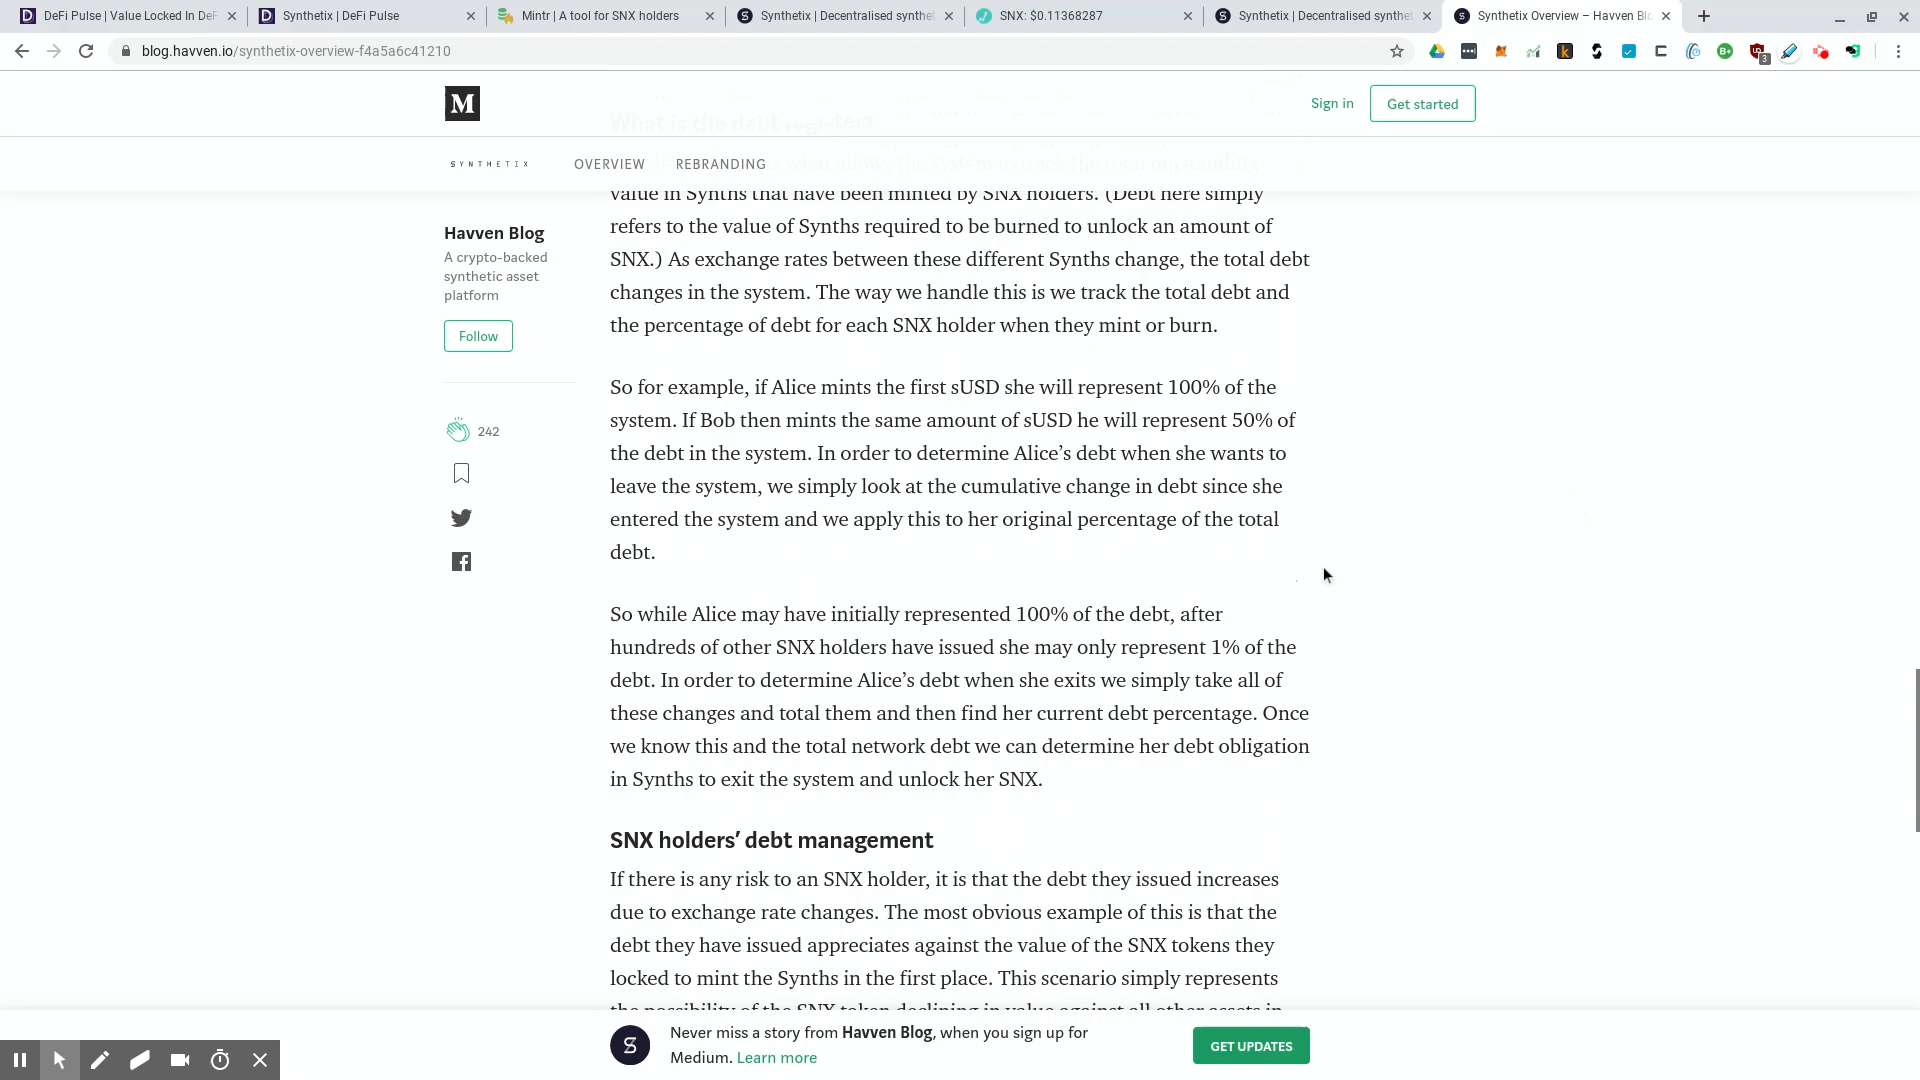 DeFi Pulse | Value Locked In DeF
Synthetix | DeFi Pulse
Mintr | A tool for SNX holders
Synthetix | Decentralised synthet
SNX: $0.11368287
Synthetix | Decentralised synthet
Synthetix Overview – Havven Blo
blog.havven.io/synthetix-overview-f4a5a6c41210
3
M
Sign in
Get started
What is the debt register?
SYNTHETIX
OVERVIEW
REBRANDING
what allows the system to track the total outstanding
value in Synths that have been minted by SNX holders. (Debt here simply
refers to the value of Synths required to be burned to unlock an amount of
SNX.) As exchange rates between these different Synths change, the total debt
changes in the system. The way we handle this is we track the total debt and
the percentage of debt for each SNX holder when they mint or burn.
Havven Blog
A crypto-backed
synthetic asset
platform
Follow
242
So for example, if Alice mints the first sUSD she will represent 100% of the
system. If Bob then mints the same amount of sUSD he will represent 50% of
the debt in the system. In order to determine Alice’s debt when she wants to
leave the system, we simply look at the cumulative change in debt since she
entered the system and we apply this to her original percentage of the total
debt.
So while Alice may have initially represented 100% of the debt, after
hundreds of other SNX holders have issued she may only represent 1% of the
debt. In order to determine Alice’s debt when she exits we simply take all of
these changes and total them and then find her current debt percentage. Once
we know this and the total network debt we can determine her debt obligation
in Synths to exit the system and unlock her SNX.
SNX holders’ debt management
If there is any risk to an SNX holder, it is that the debt they issued increases
due to exchange rate changes. The most obvious example of this is that the
debt they have issued appreciates against the value of the SNX tokens they
locked to mint the Synths in the first place. This scenario simply represents
the possibility of the SNX token declining in value against all other assets in
Never miss a story from Havven Blog, when you sign up for
Medium. Learn more
GET UPDATES